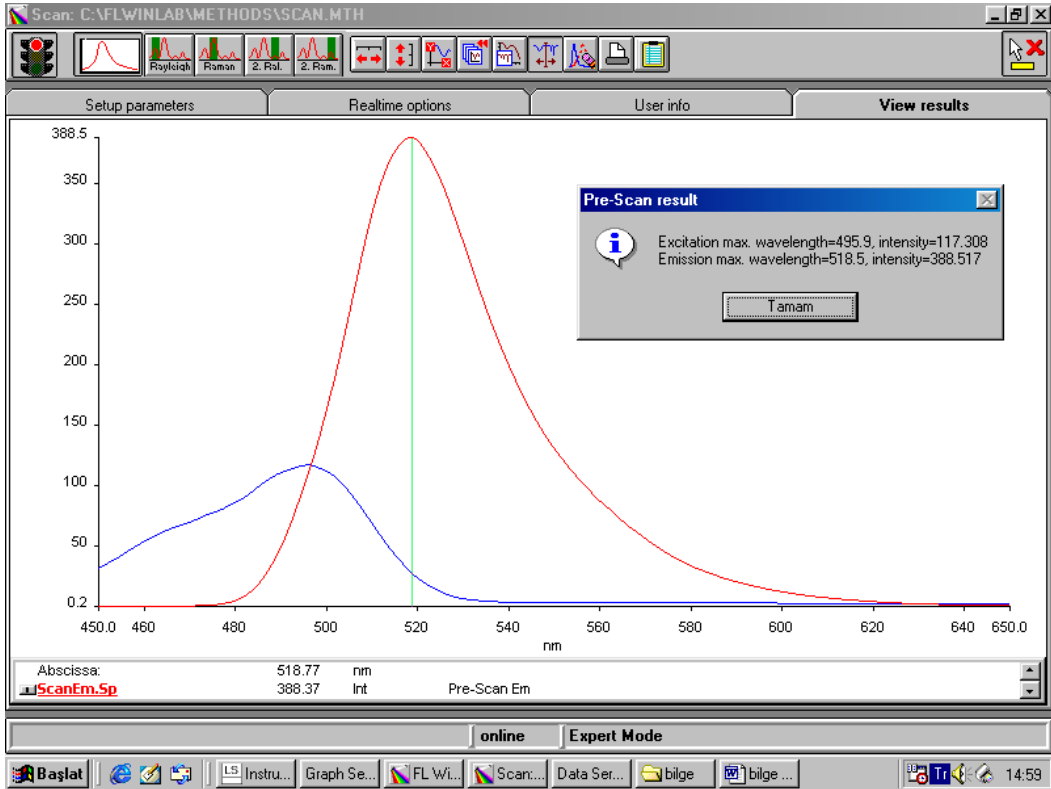 Scan: C:\FLWINLAB\METHODS\SCAN.MTH
Rayleigh Raman 2. Ral. 2. Ram.
Setup parameters Realtime options User info View results
388.5
350
300
250
200
150
100
50
0.2
450.0 460 480 500 520 540 560 580 600 620 640 650.0
nm
Pre-Scan result
Excitation max. wavelength=495.9, intensity=117.308
Emission max. wavelength=518.5, intensity=388.517
Tamam
Abscissa: 518.77 nm
ScanEm.Sp 388.37 Int Pre-Scan Em
online Expert Mode
Başlat LS Instru... Graph Se... FL Wi... Scan:... Data Ser... bilge bilge ... Tr 14:59